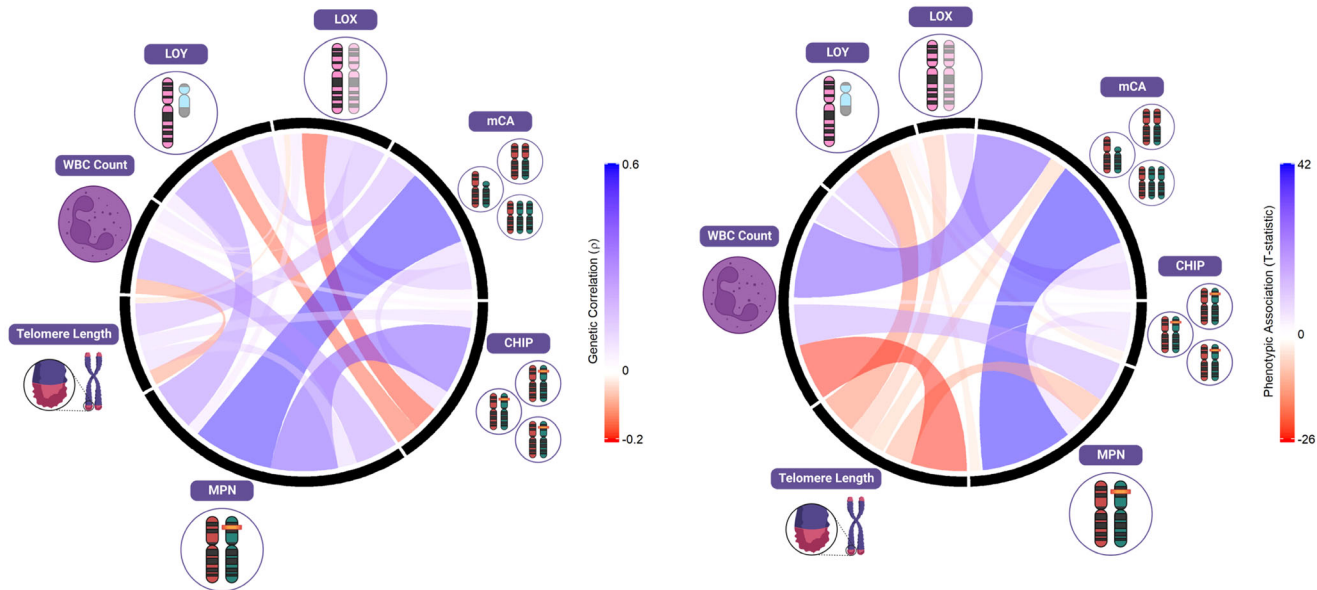 LOX
LOY
mCA
WBC Count
CHIP
Telomere Length
MPN
Genetic Correlation (ρ)
0.6
0
-0.2
LOX
LOY
mCA
WBC Count
CHIP
Telomere Length
MPN
Phenotypic Association (T-statistic)
42
0
-26